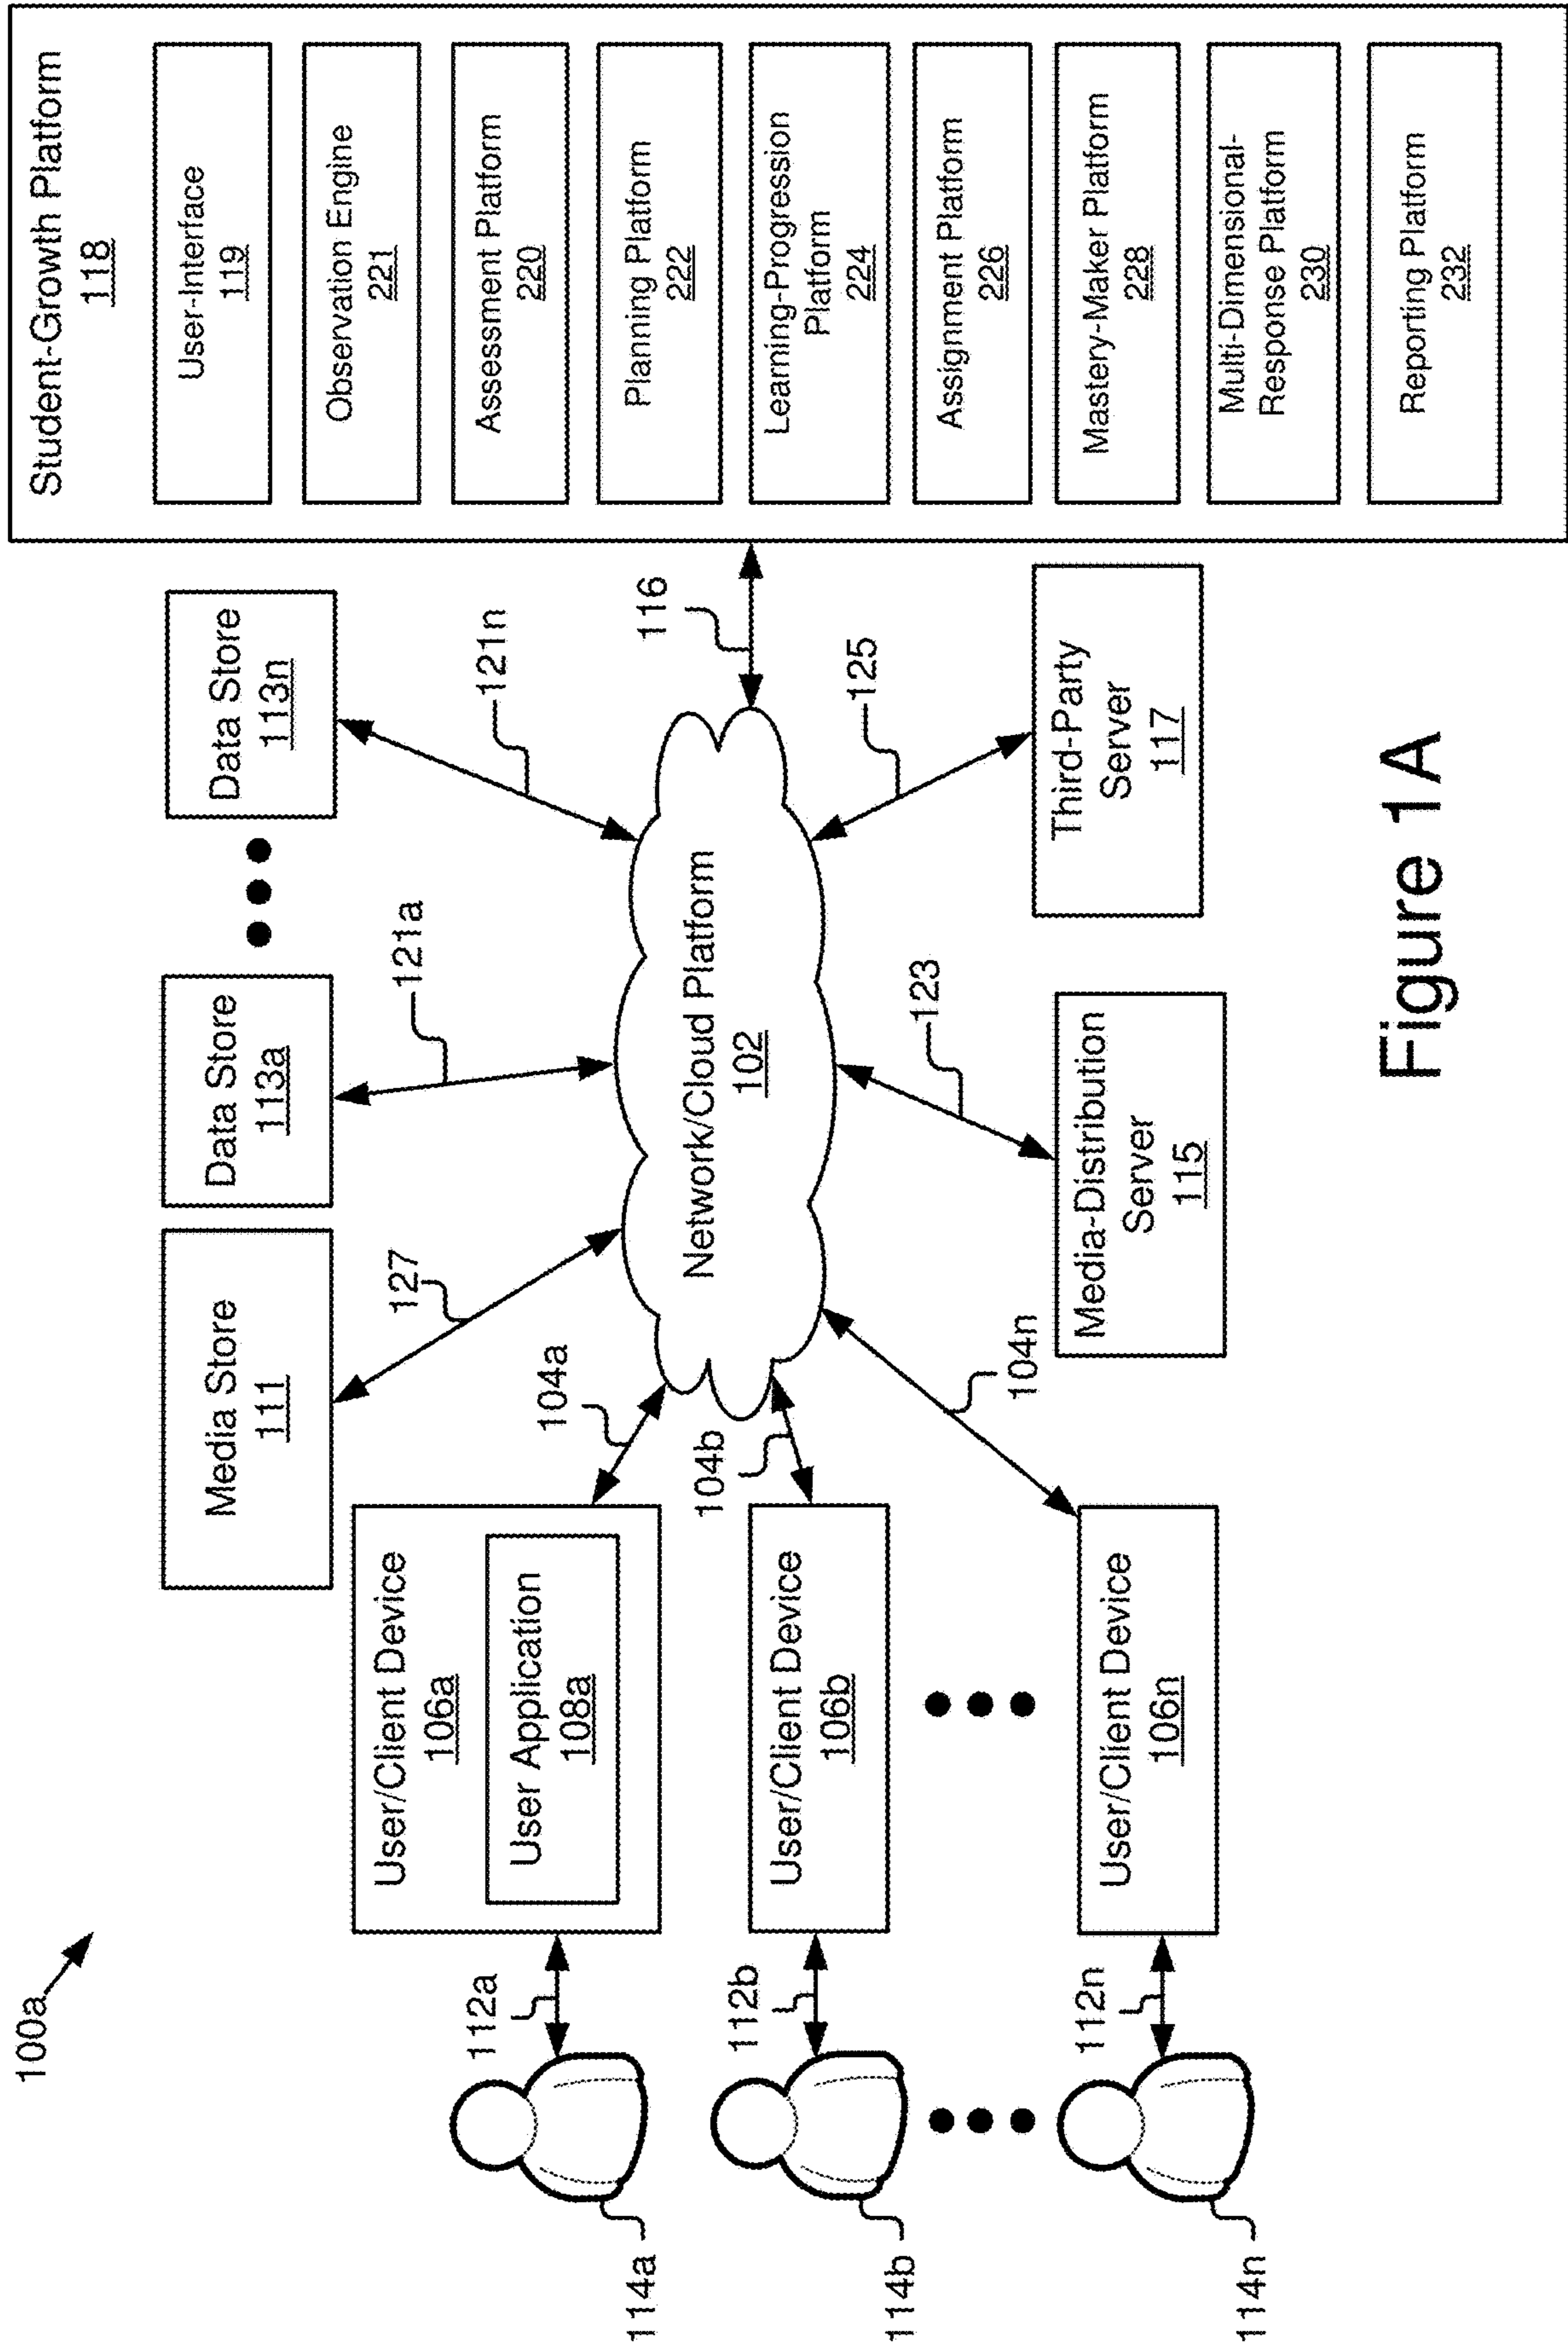 100a
Media Store
111
Data Store
113a
Data Store
113n
127
121a
121n
114a
112a
User/Client Device
106a
User Application
108a
104a
114b
112b
User/Client Device
106b
104b
114n
112n
User/Client Device
106n
104n
Network/Cloud Platform
102
116
Media-Distribution
Server
115
123
Third-Party
Server
117
125
Student-Growth Platform
118
User-Interface
119
Observation Engine
221
Assessment Platform
220
Planning Platform
222
Learning-Progression
Platform
224
Assignment Platform
226
Mastery-Maker Platform
228
Multi-Dimensional-
Response Platform
230
Reporting Platform
232
Figure 1A